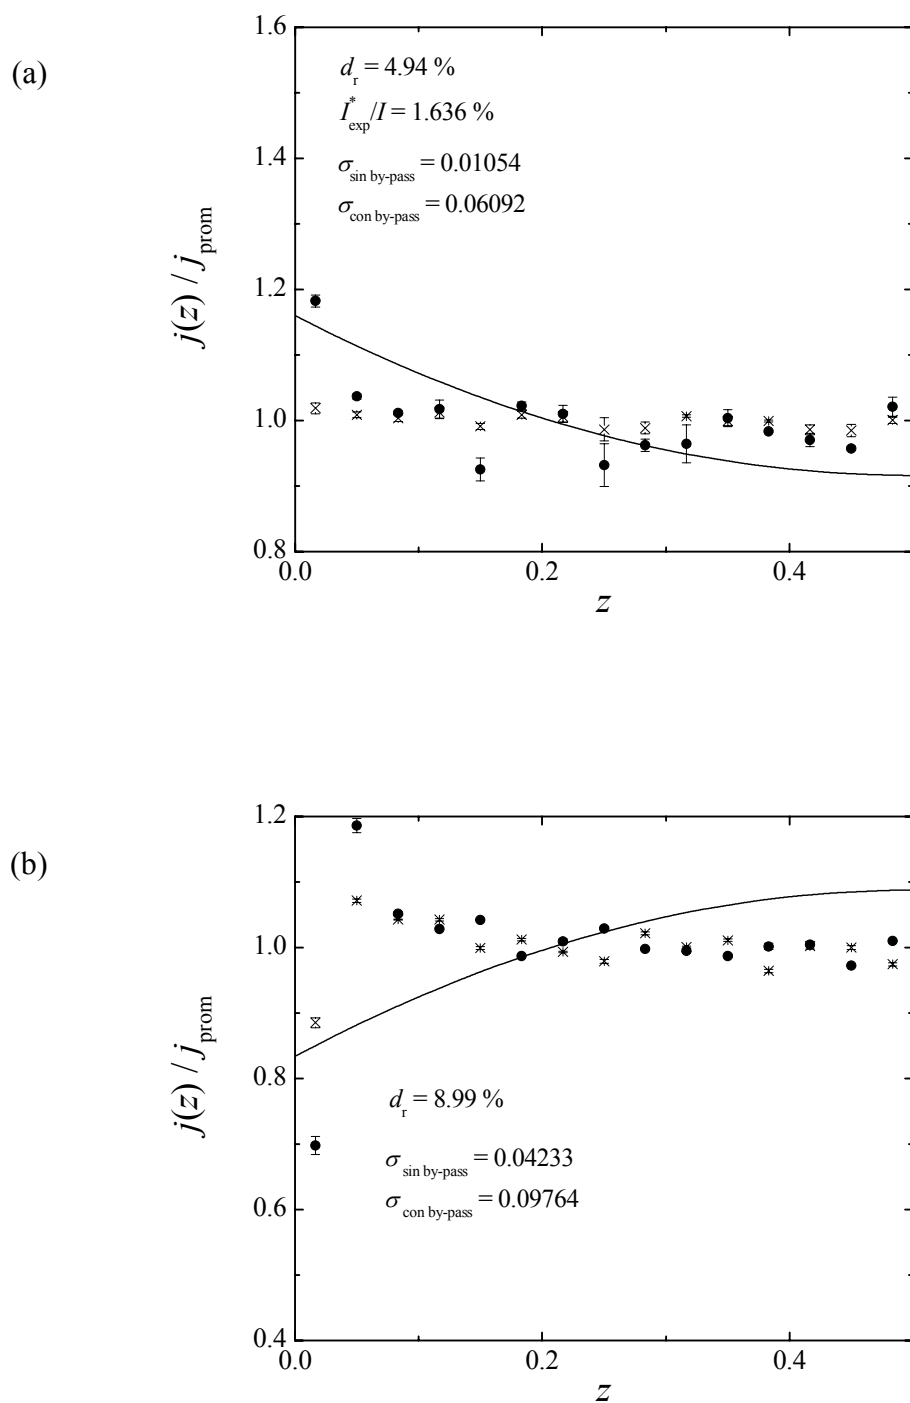 (a)
1.6
1.4
1.2
1.0
0.8
j(z) / j_prom
d_r = 4.94 %
I*_exp/I = 1.636 %
σ_sin by-pass = 0.01054
σ_con by-pass = 0.06092
0.0 0.2 0.4
z
(b)
1.2
1.0
0.8
0.6
0.4
j(z) / j_prom
d_r = 8.99 %
σ_sin by-pass = 0.04233
σ_con by-pass = 0.09764
0.0 0.2 0.4
z